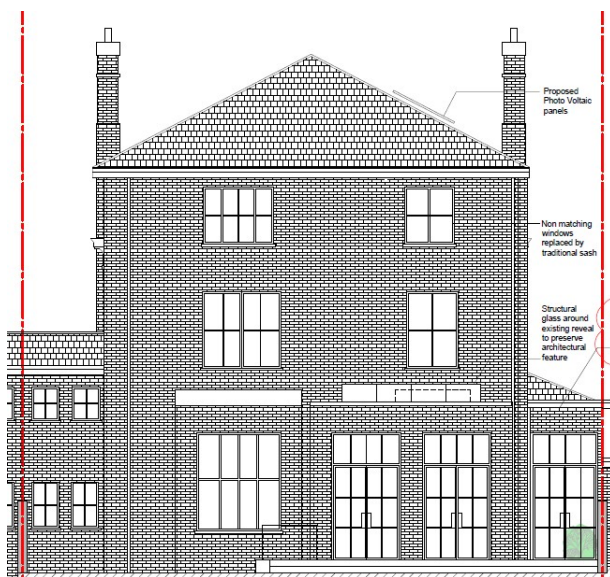 Proposed
Photo Voltaic
panels
Non matching
windows
replaced by
traditional sash
Structural
glass around
existing reveal
to preserve
architectural
feature